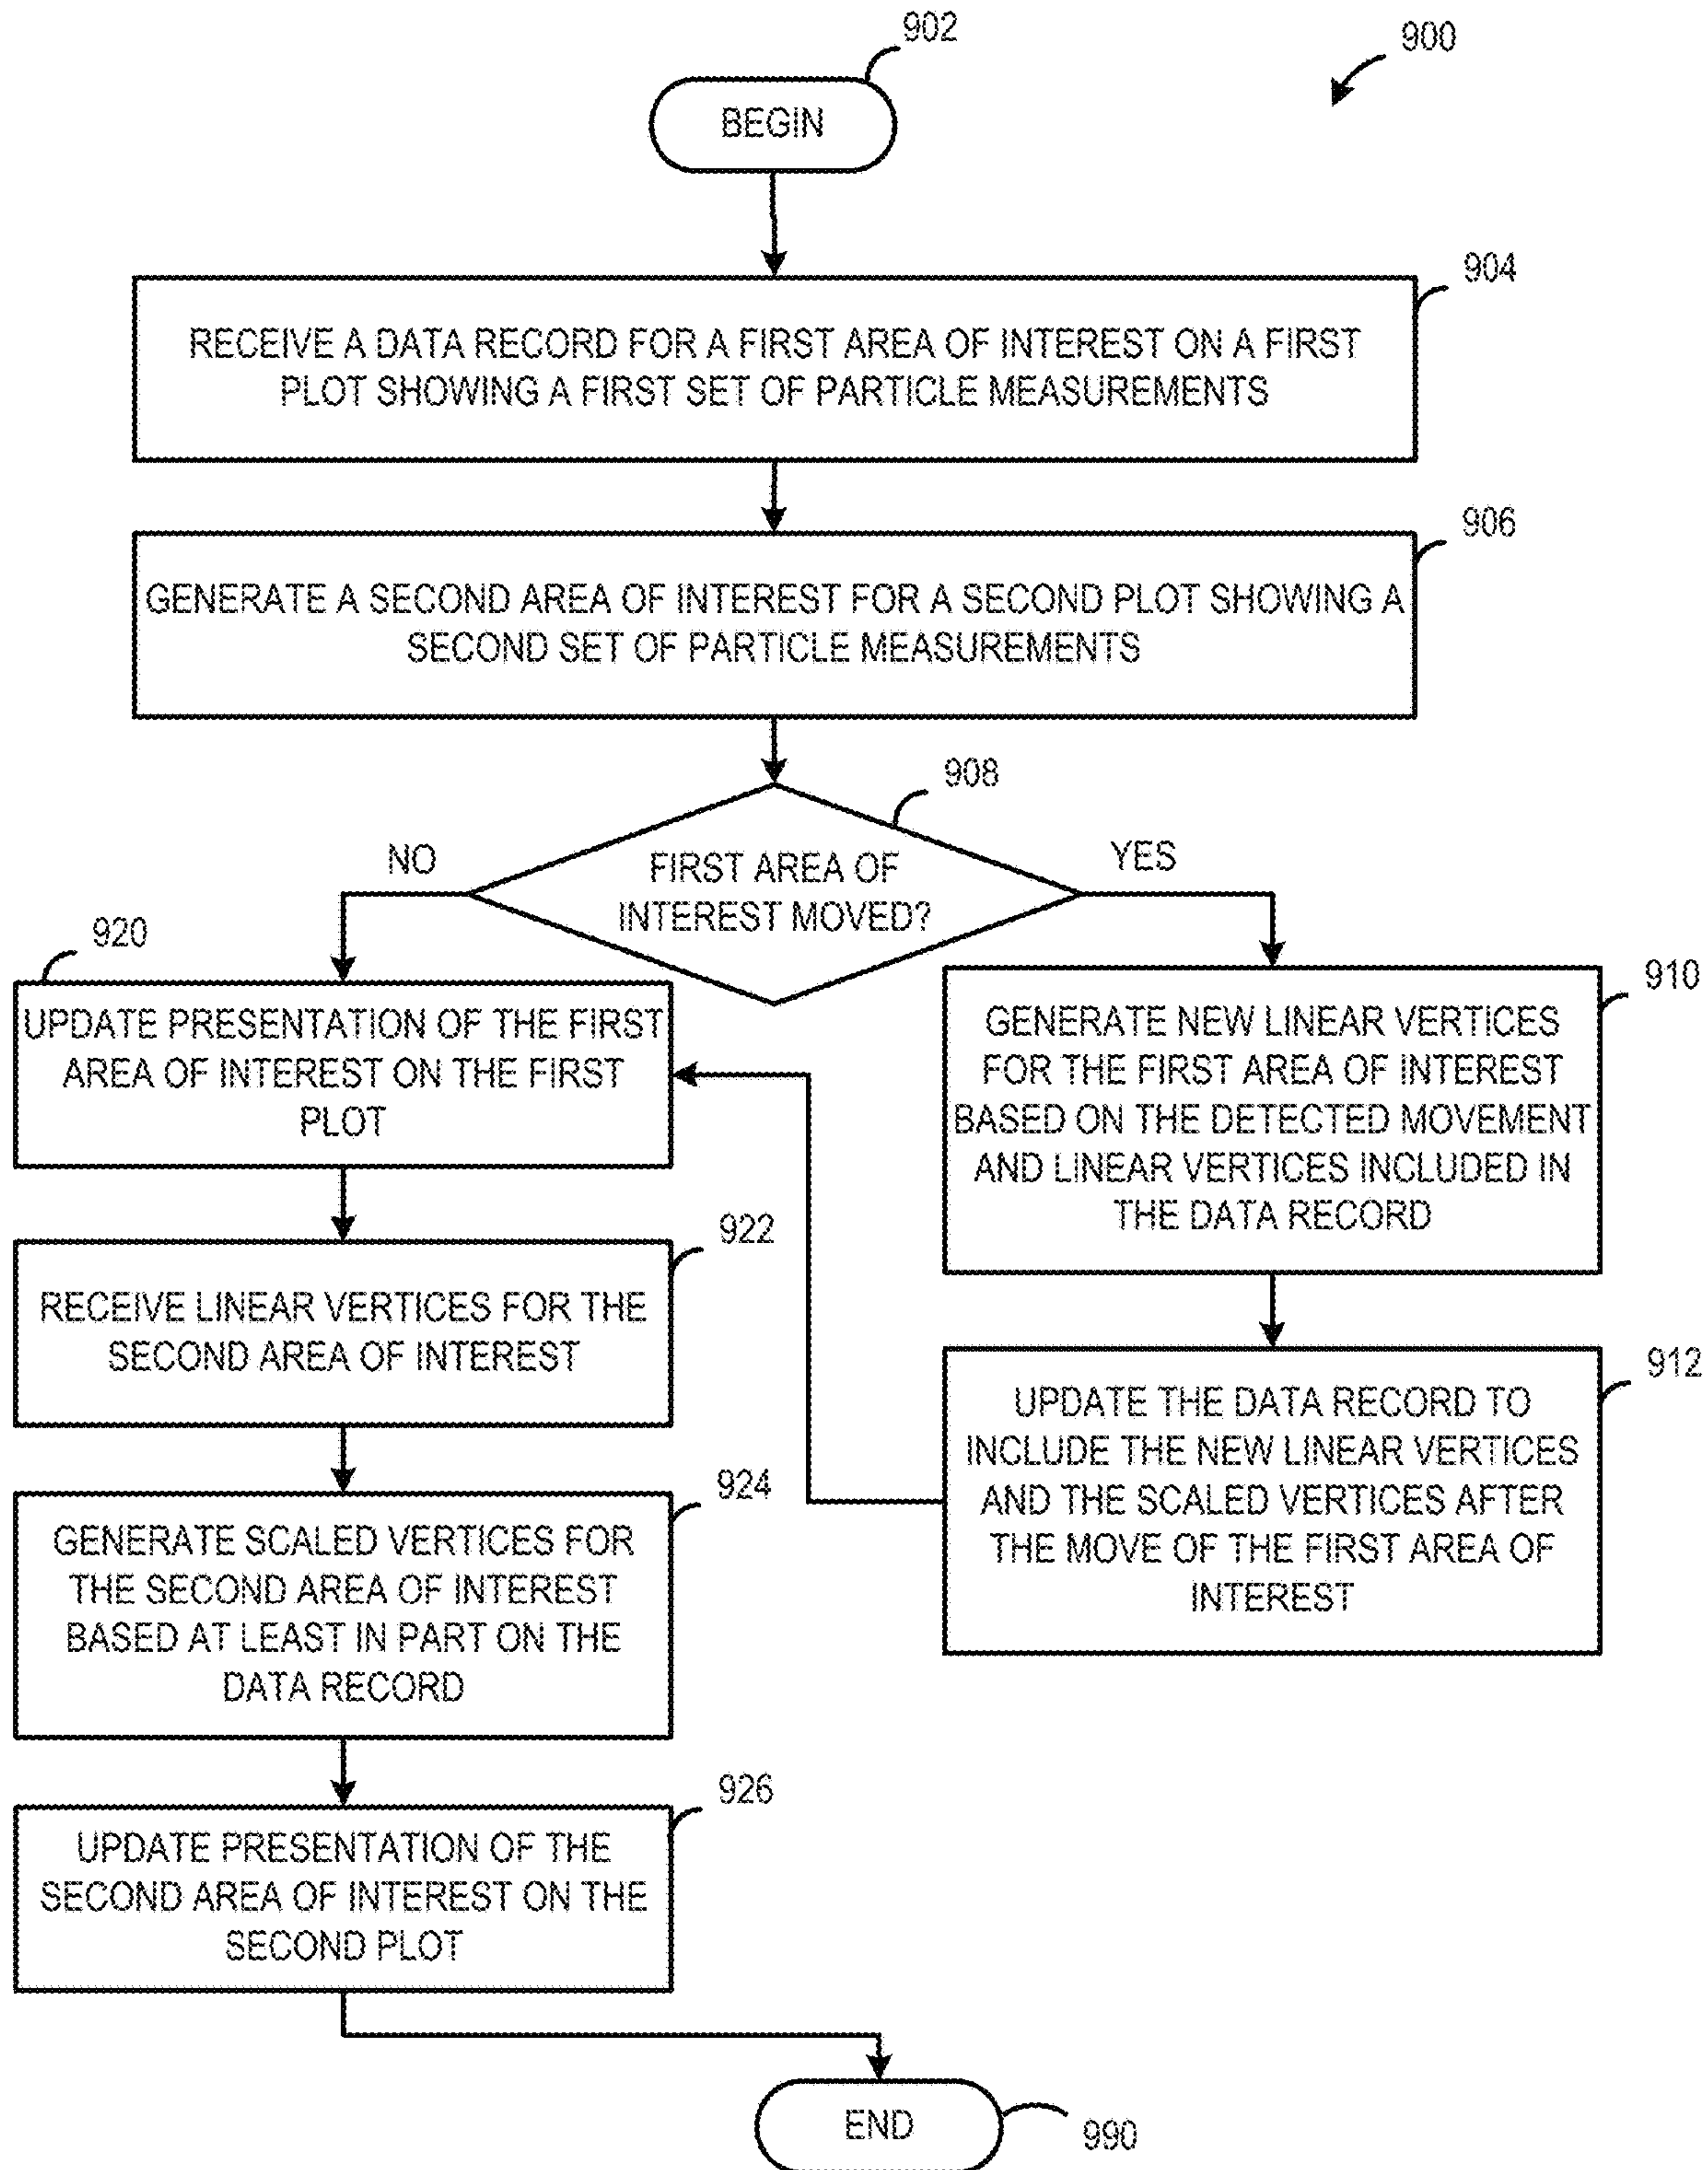 902
900
BEGIN
904
RECEIVE A DATA RECORD FOR A FIRST AREA OF INTEREST ON A FIRST
PLOT SHOWING A FIRST SET OF PARTICLE MEASUREMENTS
906
GENERATE A SECOND AREA OF INTEREST FOR A SECOND PLOT SHOWING A
SECOND SET OF PARTICLE MEASUREMENTS
908
NO
YES
FIRST AREA OF
INTEREST MOVED?
920
UPDATE PRESENTATION OF THE FIRST
AREA OF INTEREST ON THE FIRST
PLOT
910
GENERATE NEW LINEAR VERTICES
FOR THE FIRST AREA OF INTEREST
BASED ON THE DETECTED MOVEMENT
AND LINEAR VERTICES INCLUDED IN
THE DATA RECORD
922
RECEIVE LINEAR VERTICES FOR THE
SECOND AREA OF INTEREST
912
UPDATE THE DATA RECORD TO
INCLUDE THE NEW LINEAR VERTICES
AND THE SCALED VERTICES AFTER
THE MOVE OF THE FIRST AREA OF
INTEREST
924
GENERATE SCALED VERTICES FOR
THE SECOND AREA OF INTEREST
BASED AT LEAST IN PART ON THE
DATA RECORD
926
UPDATE PRESENTATION OF THE
SECOND AREA OF INTEREST ON THE
SECOND PLOT
END
990